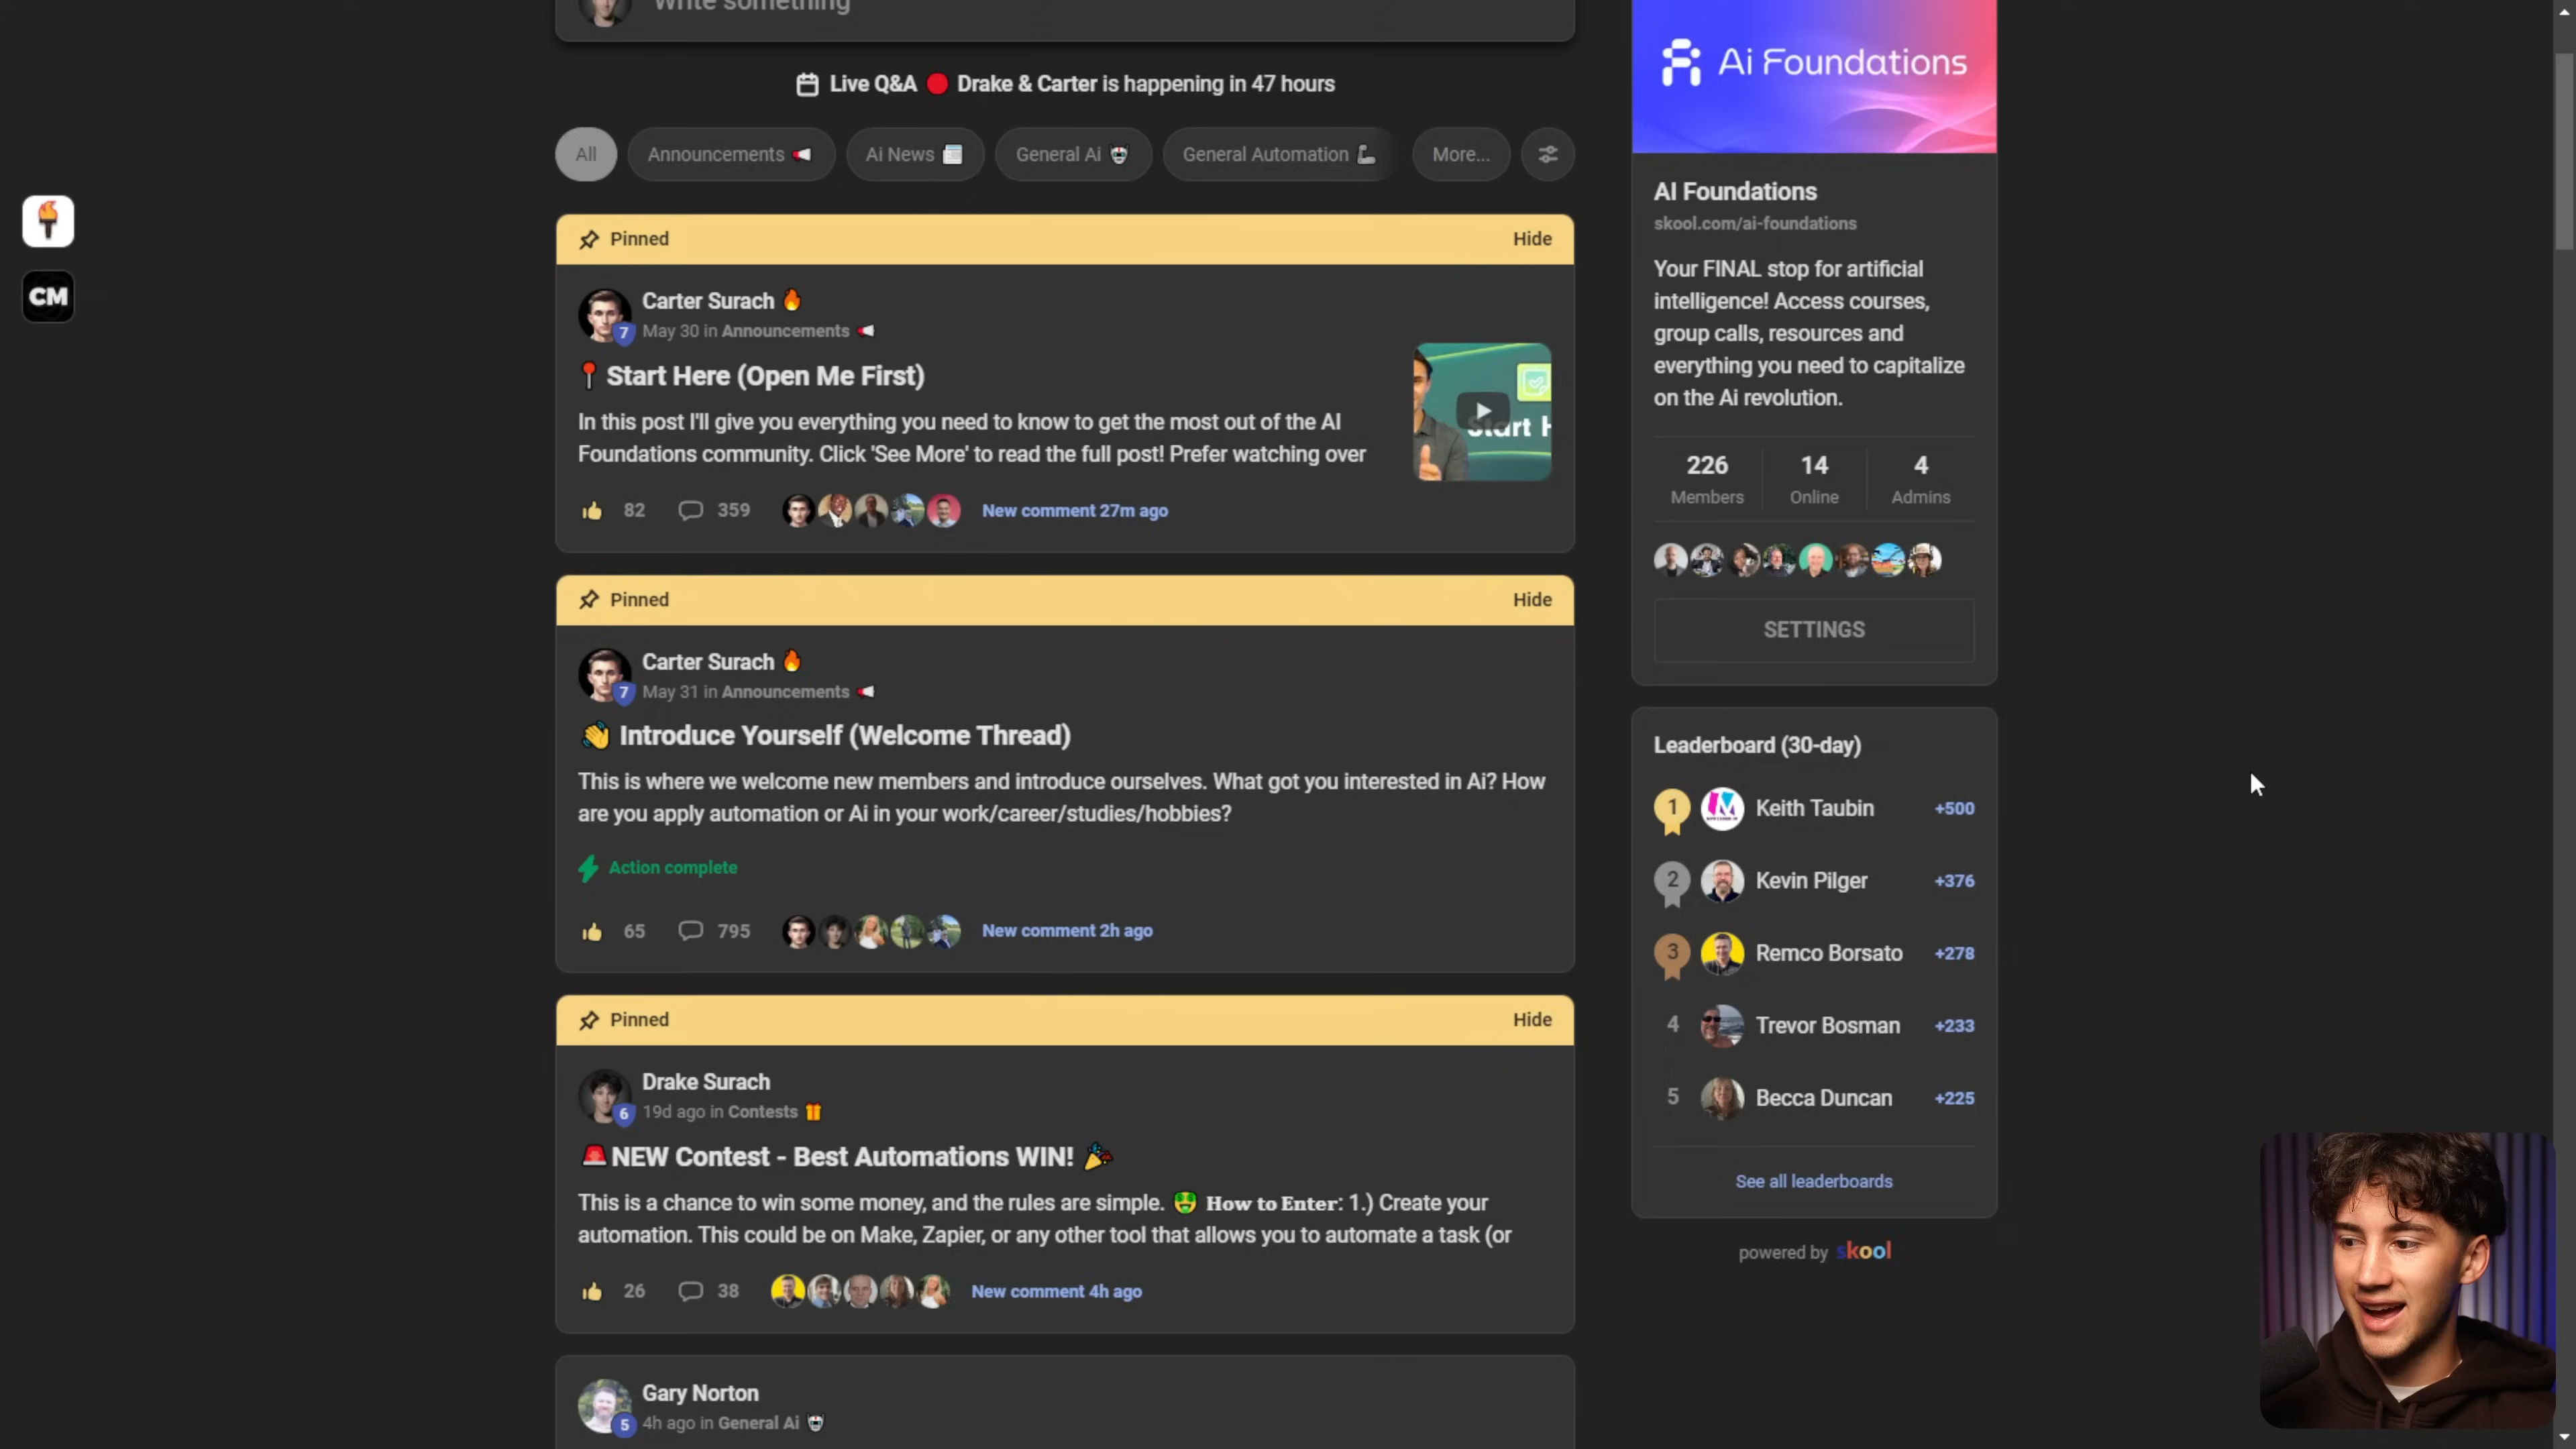 Write something
Live Q&A 🔴 Drake & Carter is happening in 47 hours
All
Announcements 📢
Ai News 📰
General Ai 🤖
General Automation 🦾
More...
Pinned
Hide
Carter Surach 🔥
7
May 30 in Announcements 📢
📍 Start Here (Open Me First)
In this post I'll give you everything you need to know to get the most out of the AI
Foundations community. Click 'See More' to read the full post! Prefer watching over
Start H
82
359
New comment 27m ago
Pinned
Hide
Carter Surach 🔥
7
May 31 in Announcements 📢
👋 Introduce Yourself (Welcome Thread)
This is where we welcome new members and introduce ourselves. What got you interested in Ai? How
are you apply automation or Ai in your work/career/studies/hobbies?
Action complete
65
795
New comment 2h ago
Pinned
Hide
Drake Surach
6
19d ago in Contests 🎁
🚨NEW Contest - Best Automations WIN! 🎉
This is a chance to win some money, and the rules are simple. 🤑 How to Enter: 1.) Create your
automation. This could be on Make, Zapier, or any other tool that allows you to automate a task (or
26
38
New comment 4h ago
Gary Norton
5
4h ago in General Ai 🤖
CM
Ai Foundations
AI Foundations
skool.com/ai-foundations
Your FINAL stop for artificial
intelligence! Access courses,
group calls, resources and
everything you need to capitalize
on the Ai revolution.
226
Members
14
Online
4
Admins
SETTINGS
Leaderboard (30-day)
1 Keith Taubin +500
2 Kevin Pilger +376
3 Remco Borsato +278
4 Trevor Bosman +233
5 Becca Duncan +225
See all leaderboards
powered by skool